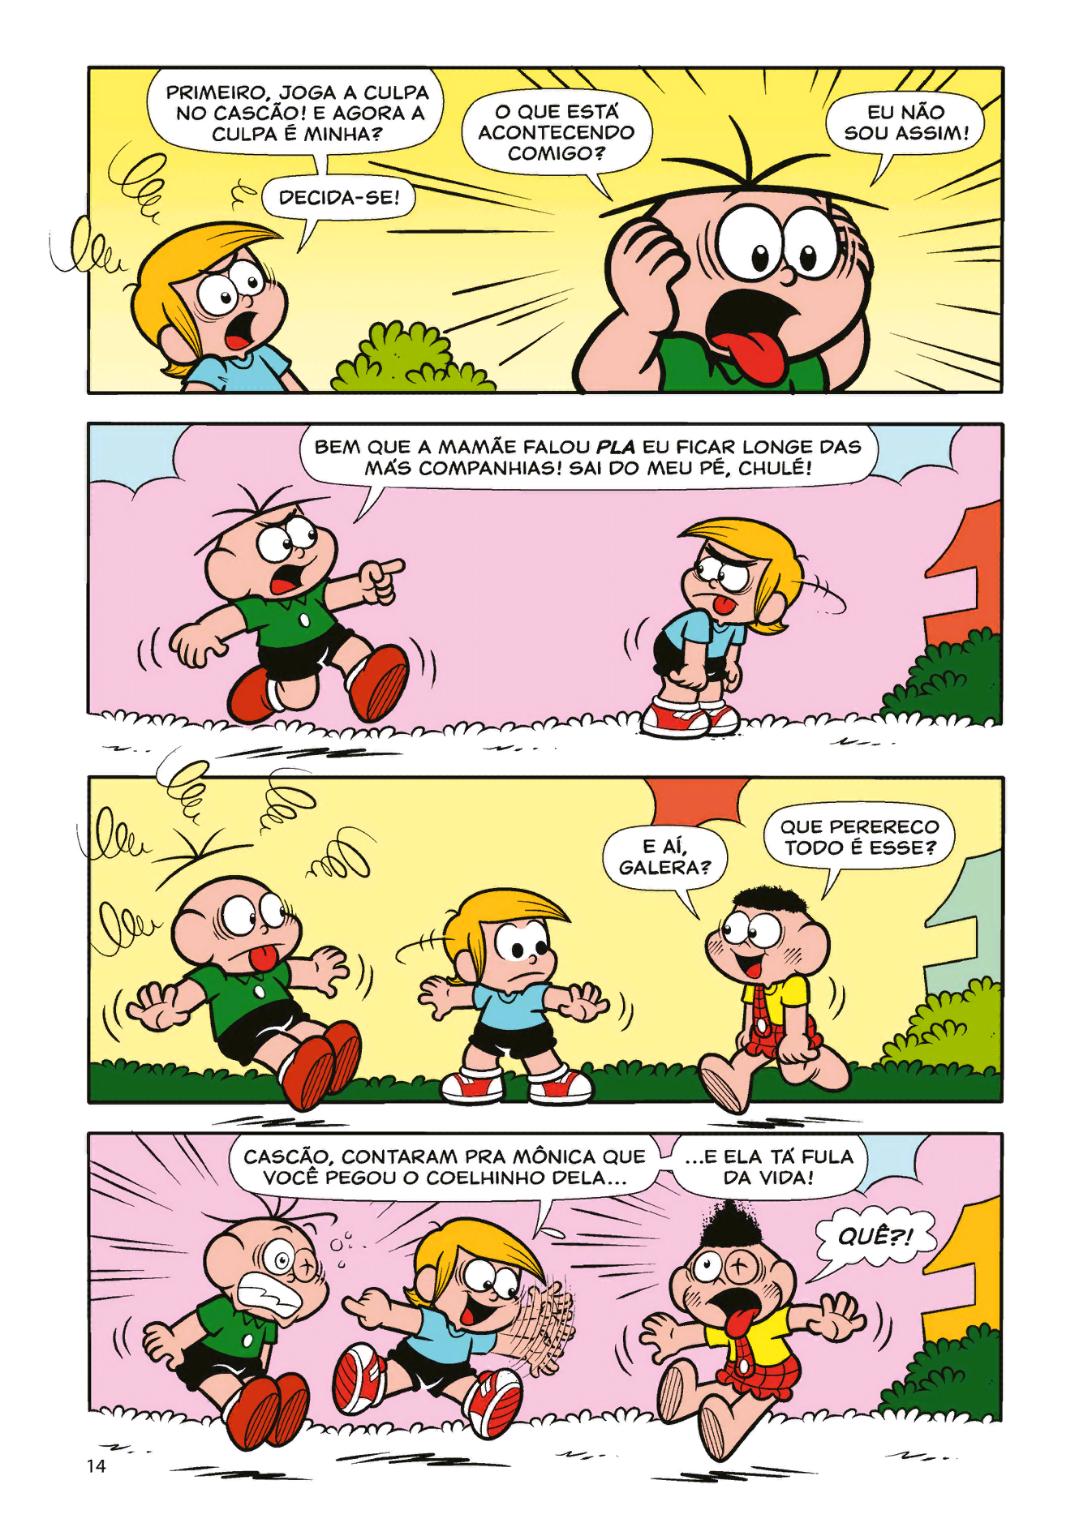 PRIMEIRO, JOGA A CULPA
NO CASCÃO! E AGORA A
CULPA É MINHA?
DECIDA-SE!
O QUE ESTÁ
ACONTECENDO
COMIGO?
EU NÃO
SOU ASSIM!
BEM QUE A MAMÃE FALOU PLA EU FICAR LONGE DAS
MÁS COMPANHIAS! SAI DO MEU PÉ, CHULÉ!
E AÍ,
GALERA?
QUE PERERECO
TODO É ESSE?
CASCÃO, CONTARAM PRA MÔNICA QUE
VOCÊ PEGOU O COELHINHO DELA...
...E ELA TÁ FULA
DA VIDA!
QUÊ?!
14